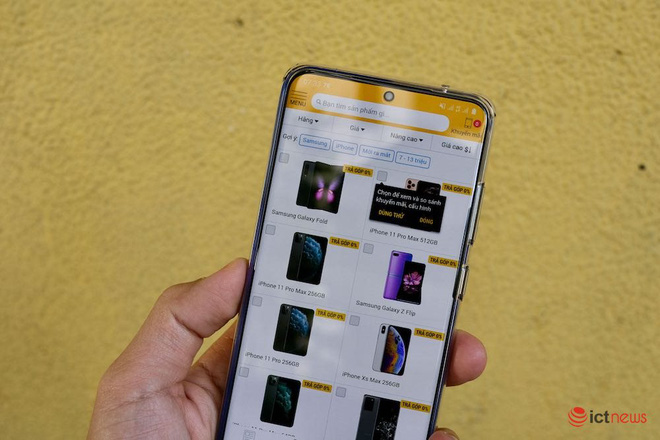 MENU
Bạn tìm sản phẩm gì...
Khuyến mã
Hãng
Giá
Nang cao
Giá cao
Gợi ý:
Samsung
iPhone
Mới ra mắt
7 - 13 triệu
TRẢ GÓP 0%
TRẢ GÓP 0%
Chọn để xem và so sánh
khuyến mãi, cấu hình
DÙNG THỬ
ĐÓNG
Samsung Galaxy Fold
iPhone 11 Pro Max 512GB
TRẢ GÓP 0%
TRẢ GÓP 0%
iPhone 11 Pro Max 256GB
Samsung Galaxy Z Flip
TRẢ GÓP 0%
TRẢ GÓP 0%
iPhone 11 Pro 256GB
iPhone Xs Max 256GB
TRẢ GÓP 0%
TRẢ GÓP 0%
ictnews